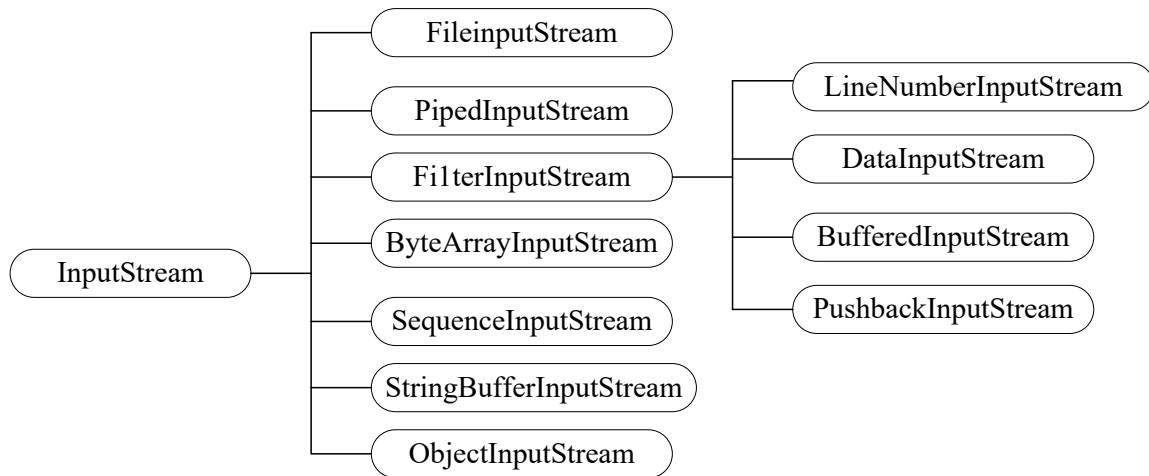 FileinputStream
PipedInputStream
Fi1terInputStream
ByteArrayInputStream
InputStream
SequenceInputStream
StringBufferInputStream
ObjectInputStream
LineNumberInputStream
DataInputStream
BufferedInputStream
PushbackInputStream